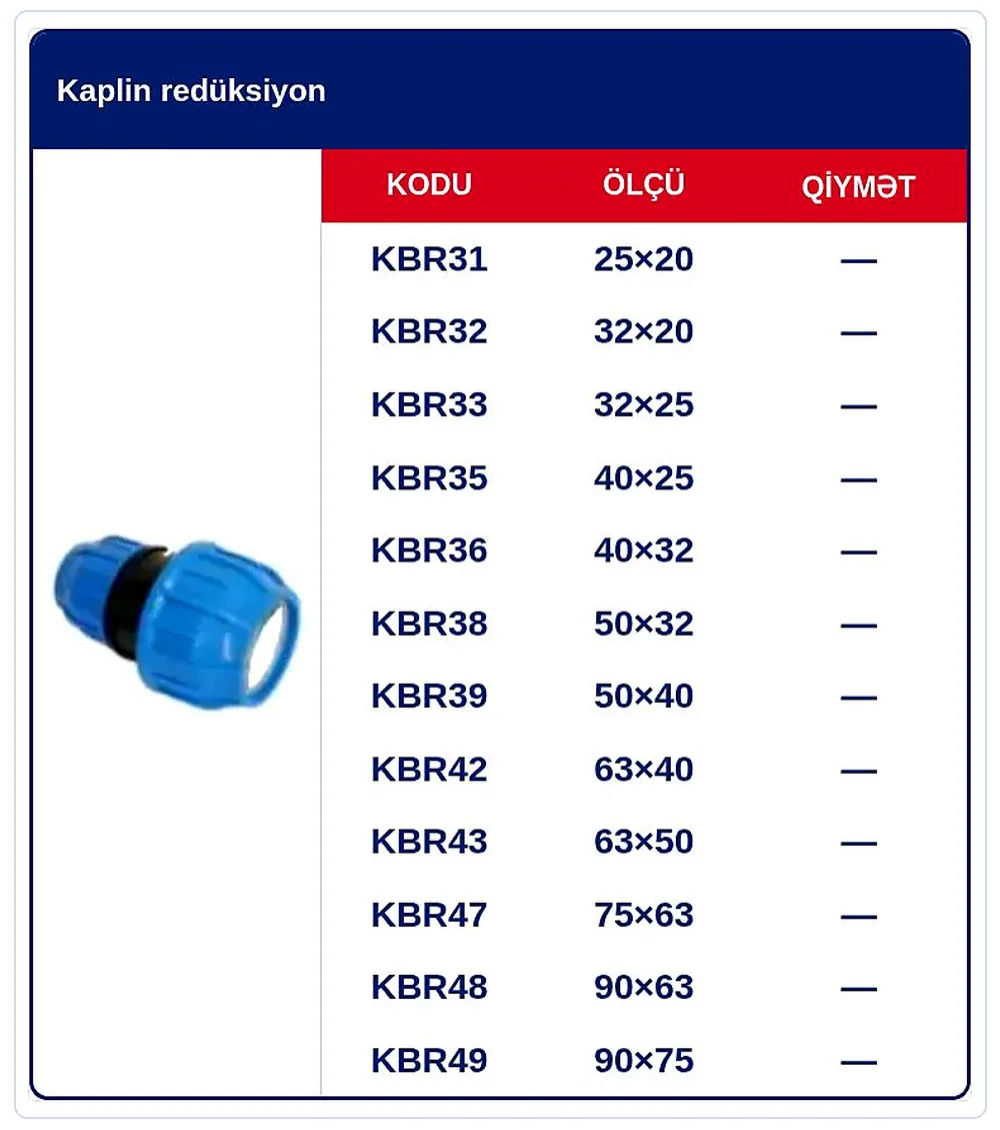 Kaplin redüksiyon
KODU ÖLÇÜ QİYMƏT
KBR31 25×20 —
KBR32 32×20 —
KBR33 32×25 —
KBR35 40×25 —
KBR36 40×32 —
KBR38 50×32 —
KBR39 50×40 —
KBR42 63×40 —
KBR43 63×50 —
KBR47 75×63 —
KBR48 90×63 —
KBR49 90×75 —